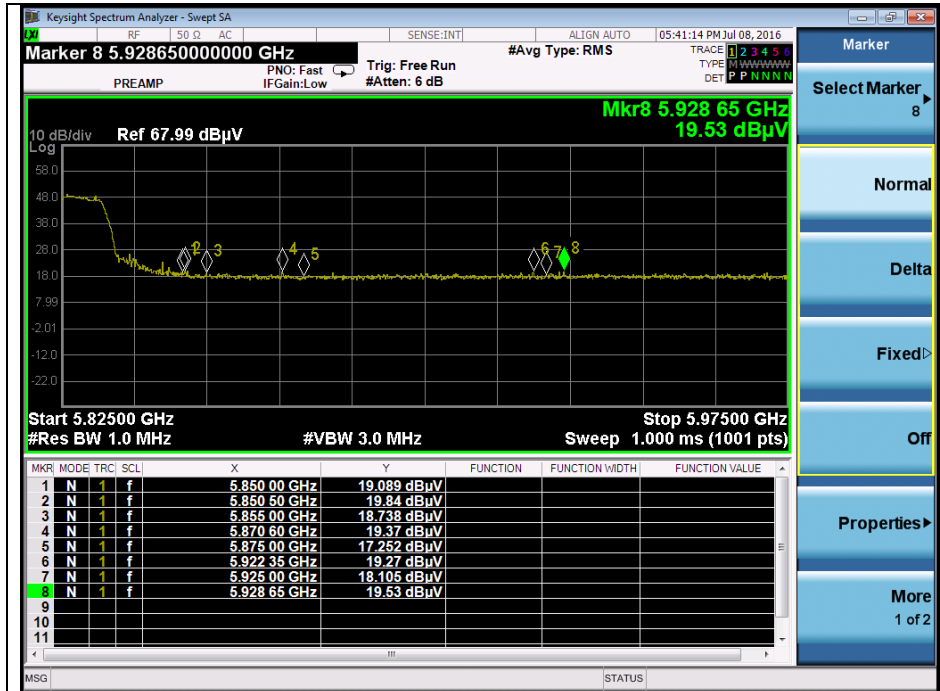 Keysight Spectrum Analyzer - Swept SA
LXI RF 50 Ω AC SENSE:INT ALIGN AUTO 05:41:14 PM Jul 08, 2016
Marker 8 5.928650000000 GHz #Avg Type: RMS TRACE 1 2 3 4 5 6
PNO: Fast Trig: Free Run TYPE M W W W W W
PREAMP IFGain:Low #Atten: 6 dB DET P P N N N N
Mkr8 5.928 65 GHz
10 dB/div Ref 67.99 dBµV 19.53 dBµV
Log
58.0
48.0
38.0
28.0
18.0
7.99
-2.01
-12.0
-22.0
1 2 3 4 5 6 7 8
Start 5.82500 GHz Stop 5.97500 GHz
#Res BW 1.0 MHz #VBW 3.0 MHz Sweep 1.000 ms (1001 pts)
MKR MODE TRC SCL X Y FUNCTION FUNCTION WIDTH FUNCTION VALUE
1 N 1 f 5.850 00 GHz 19.089 dBµV
2 N 1 f 5.850 50 GHz 19.84 dBµV
3 N 1 f 5.855 00 GHz 18.738 dBµV
4 N 1 f 5.870 60 GHz 19.37 dBµV
5 N 1 f 5.875 00 GHz 17.252 dBµV
6 N 1 f 5.922 35 GHz 19.27 dBµV
7 N 1 f 5.925 00 GHz 18.105 dBµV
8 N 1 f 5.928 65 GHz 19.53 dBµV
9
10
11
MSG STATUS
Marker
Select Marker
8
Normal
Delta
Fixed
Off
Properties
More
1 of 2